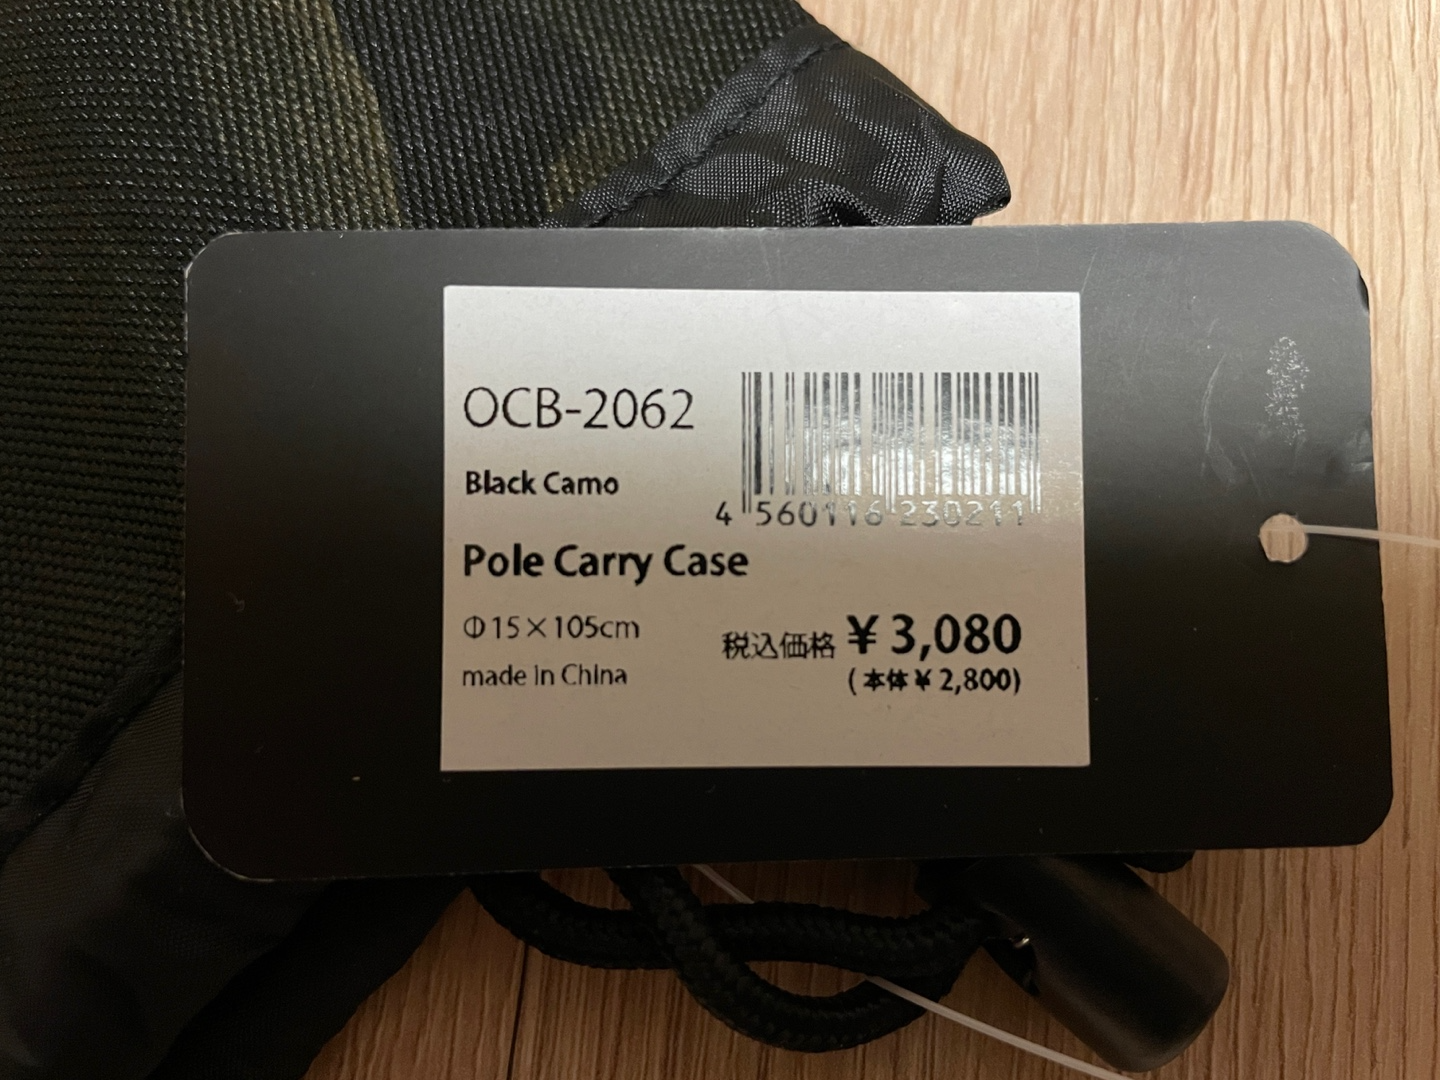 OCB-2062
Black Camo
4 560116 230211
Pole Carry Case
Φ15×105cm
税込価格 ¥3,080
made in China
(本体¥2,800)